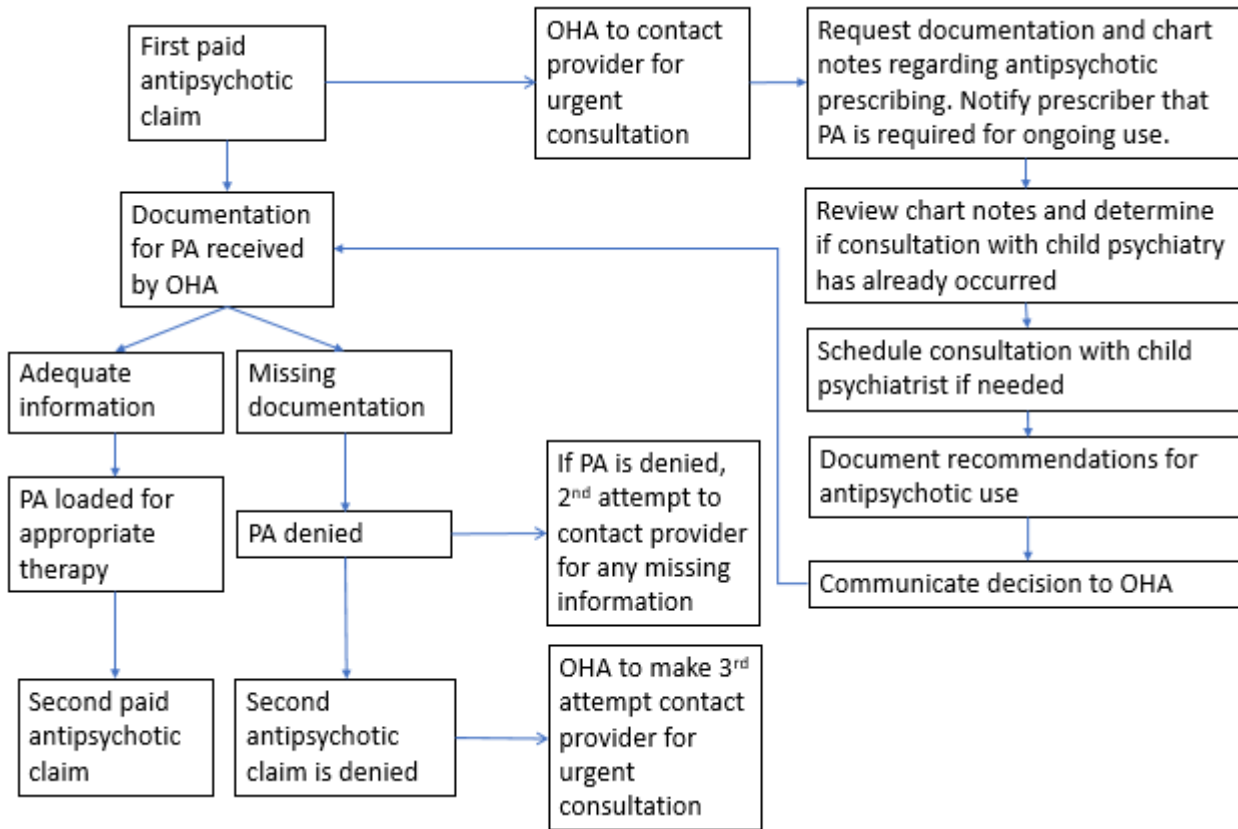 First paid
antipsychotic
claim
OHA to contact
provider for
urgent
consultation
Request documentation and chart
notes regarding antipsychotic
prescribing. Notify prescriber that
PA is required for ongoing use.
Documentation
for PA received
by OHA
Review chart notes and determine
if consultation with child psychiatry
has already occurred
Adequate
information
Missing
documentation
Schedule consultation with child
psychiatrist if needed
PA loaded for
appropriate
therapy
PA denied
If PA is denied,
2nd attempt to
contact provider
for any missing
information
Document recommendations for
antipsychotic use
Communicate decision to OHA
Second paid
antipsychotic
claim
Second
antipsychotic
claim is denied
OHA to make 3rd
attempt contact
provider for
urgent
consultation